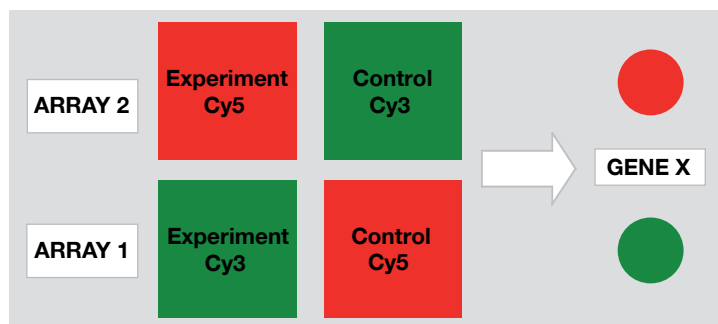 ARRAY 2
Experiment
Cy5
Control
Cy3
GENE X
ARRAY 1
Experiment
Cy3
Control
Cy5